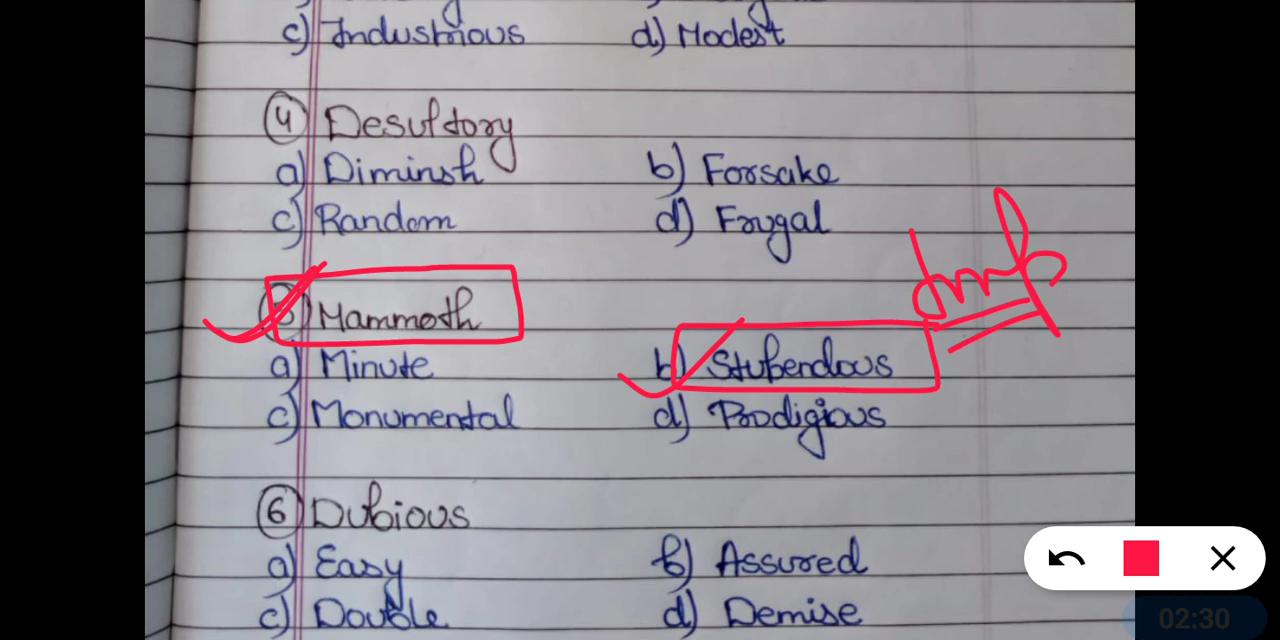 c) Industrious d) Modest
4 Desultory
a) Diminsh b) Forsake
c) Random d) Frugal
Mammoth
a) Minute b) Stupendous
c) Monumental d) Prodigious
6 Dubious
a) Easy b) Assured
c) Double d) Demise
02:30